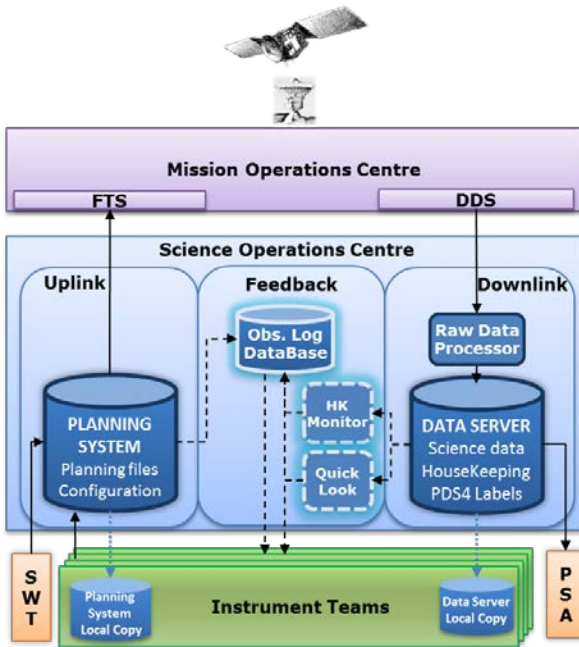 Mission Operations Centre
FTS
DDS
Science Operations Centre
Uplink
Feedback
Downlink
Obs. Log
DataBase
Raw Data
Processor
PLANNING
SYSTEM
Planning files
Configuration
HK
Monitor
Quick
Look
DATA SERVER
Science data
HouseKeeping
PDS4 Labels
SWT
Planning
System
Local Copy
Instrument Teams
Data Server
Local Copy
PSA